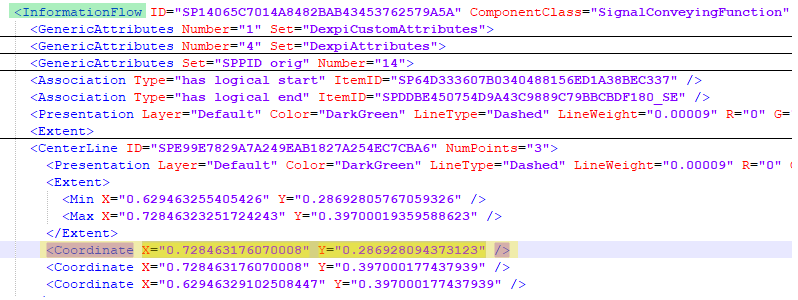 <InformationFlow ID="SP14065C7014A8482BAB43453762579A5A" ComponentClass="SignalConveyingFunction"
<GenericAttributes Number="1" Set="DexpiCustomAttributes">
<GenericAttributes Number="4" Set="DexpiAttributes">
<GenericAttributes Set="SPPID orig" Number="14">
<Association Type="has logical start" ItemID="SP64D333607B0340488156ED1A38BEC337" />
<Association Type="has logical end" ItemID="SPDDBE450754D9A43C9889C79BBCBDF180_SE" />
<Presentation Layer="Default" Color="DarkGreen" LineType="Dashed" LineWeight="0.00009" R="0" G=
<Extent>
<CenterLine ID="SPE99E7829A7A249EAB1827A254EC7CBA6" NumPoints="3">
<Presentation Layer="Default" Color="DarkGreen" LineType="Dashed" LineWeight="0.00009" R="0" G
<Extent>
<Min X="0.629463255405426" Y="0.28692805767059326" />
<Max X="0.72846323251724243" Y="0.39700019359588623" />
</Extent>
<Coordinate X="0.728463176070008" Y="0.286928094373123" />
<Coordinate X="0.728463176070008" Y="0.397000177437939" />
<Coordinate X="0.62946329102508447" Y="0.397000177437939" />